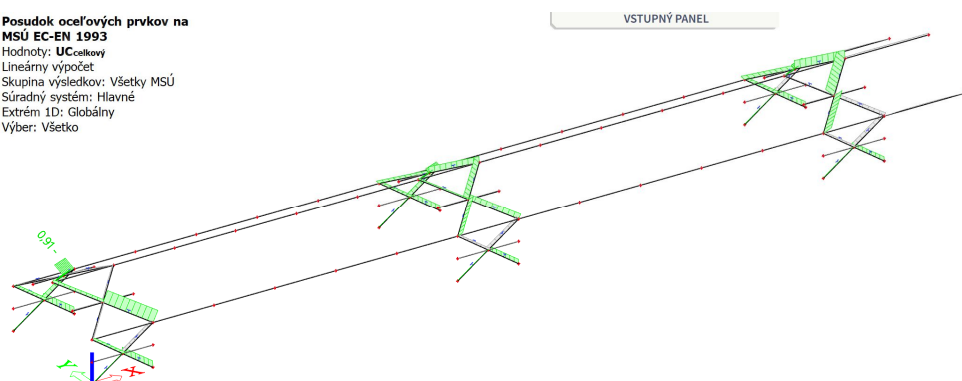 Posudok oceľových prvkov na
MSÚ EC-EN 1993
Hodnoty: UCcelkový
Lineárny výpočet
Skupina výsledkov: Všetky MSÚ
Súradný systém: Hlavné
Extrém 1D: Globálny
Výber: Všetko
VSTUPNÝ PANEL
0,91
Y
X